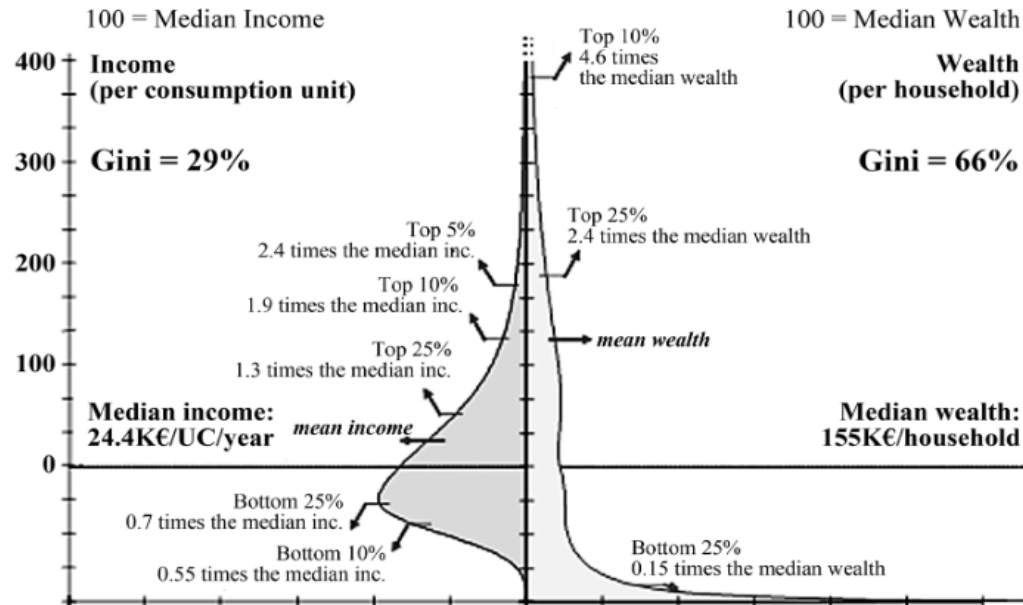 100 = Median Income
100 = Median Wealth
400
Income
(per consumption unit)
Top 10%
4.6 times
the median wealth
Wealth
(per household)
300
Gini = 29%
Gini = 66%
Top 5%
2.4 times the median inc.
Top 25%
2.4 times the median wealth
200
Top 10%
1.9 times the median inc.
mean wealth
100
Top 25%
1.3 times the median inc.
Median income:
24.4K€/UC/year
mean income
Median wealth:
155K€/household
0
Bottom 25%
0.7 times the median inc.
Bottom 10%
0.55 times the median inc.
Bottom 25%
0.15 times the median wealth